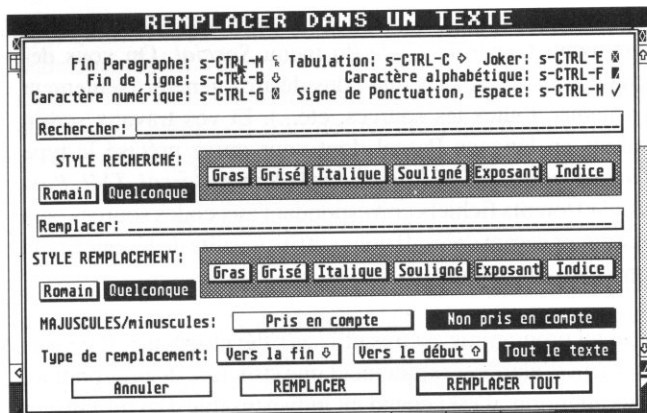 REMPLACER DANS UN TEXTE
Fin Paragraphe: s-CTRL-M Tabulation: s-CTRL-C Joker: s-CTRL-E
Fin de ligne: s-CTRL-B Caractère alphabétique: s-CTRL-F
Caractère numérique: s-CTRL-G Signe de Ponctuation, Espace: s-CTRL-H
Rechercher:
STYLE RECHERCHÉ:
Gras Grisé Italique Souligné Exposant Indice
Romain Quelconque
Remplacer:
STYLE REMPLACEMENT:
Gras Grisé Italique Souligné Exposant Indice
Romain Quelconque
MAJUSCULES/minuscules: Pris en compte Non pris en compte
Type de remplacement: Vers la fin Vers le début Tout le texte
Annuler REMPLACER REMPLACER TOUT